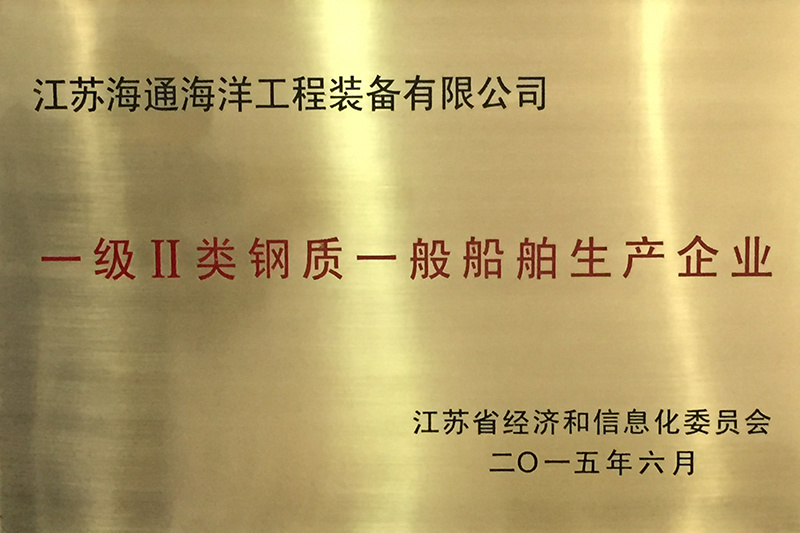 江苏海通海洋工程装备有限公司
一级II类钢质一般船舶生产企业
江苏省经济和信息化委员会
二〇一五年六月